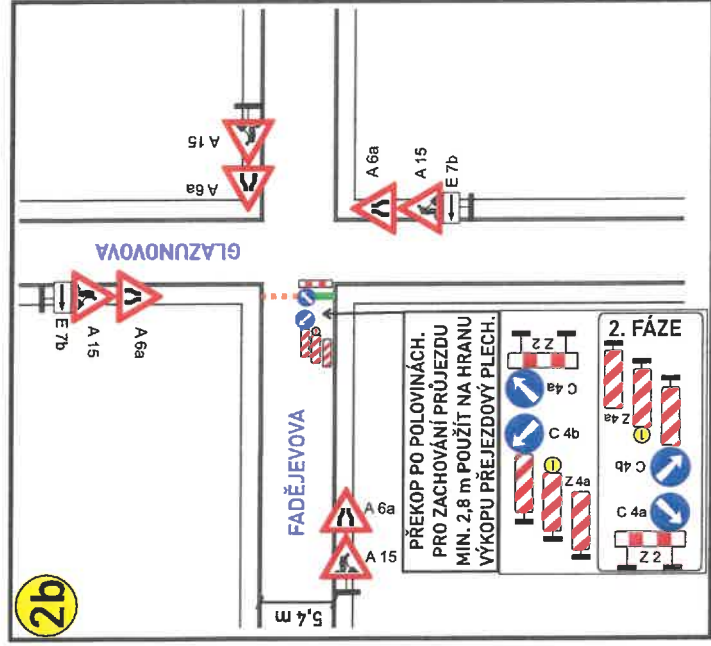 2b
GLAZUNOVOVA
A 15
A 6a
E 7b
A 15
A 6a
A 6a
A 15
E 7b
FADĚJEVOVA
A 6a
A 15
5,4 m
PŘEKOP PO POLOVINÁCH.
PRO ZACHOVÁNÍ PRŮJEZDU
MIN. 2,8 m POUŽÍT NA HRANU
VÝKOPU PŘEJEZDOVÝ PLECH.
Z 2
C 4a
C 4b
1
Z 4a
2. FÁZE
Z 4a
1
C 4b
C 4a
Z 2